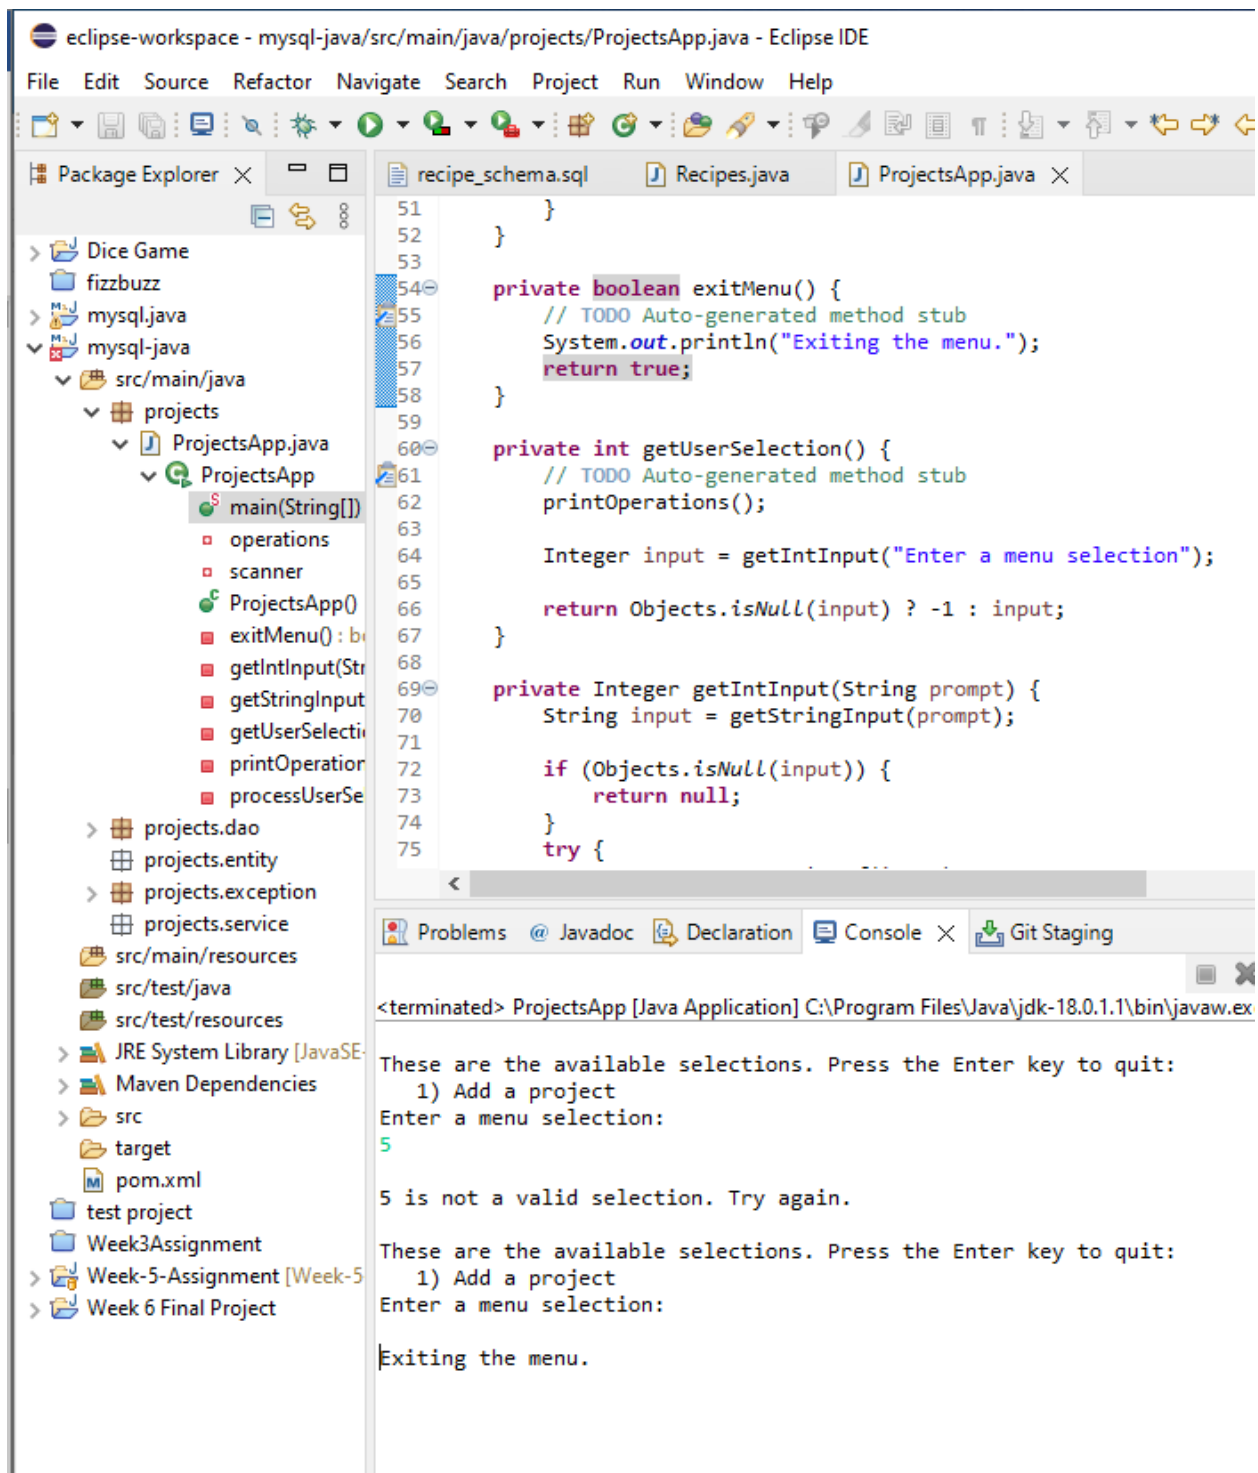 eclipse-workspace - mysql-java/src/main/java/projects/ProjectsApp.java - Eclipse IDE
File Edit Source Refactor Navigate Search Project Run Window Help
Package Explorer
Dice Game
fizzbuzz
mysql.java
mysql-java
src/main/java
projects
ProjectsApp.java
ProjectsApp
main(String[])
operations
scanner
ProjectsApp()
exitMenu() : b
getIntInput(Str
getStringInput
getUserSelecti
printOperation
processUserSe
projects.dao
projects.entity
projects.exception
projects.service
src/main/resources
src/test/java
src/test/resources
JRE System Library [JavaSE-
Maven Dependencies
src
target
pom.xml
test project
Week3Assignment
Week-5-Assignment [Week-5
Week 6 Final Project
recipe_schema.sql Recipes.java ProjectsApp.java
51 }
52 }
53
54 private boolean exitMenu() {
55 // TODO Auto-generated method stub
56 System.out.println("Exiting the menu.");
57 return true;
58 }
59
60 private int getUserSelection() {
61 // TODO Auto-generated method stub
62 printOperations();
63
64 Integer input = getIntInput("Enter a menu selection");
65
66 return Objects.isNull(input) ? -1 : input;
67 }
68
69 private Integer getIntInput(String prompt) {
70 String input = getStringInput(prompt);
71
72 if (Objects.isNull(input)) {
73 return null;
74 }
75 try {
Problems @ Javadoc Declaration Console Git Staging
<terminated> ProjectsApp [Java Application] C:\Program Files\Java\jdk-18.0.1.1\bin\javaw.ex
These are the available selections. Press the Enter key to quit:
1) Add a project
Enter a menu selection:
5
5 is not a valid selection. Try again.
These are the available selections. Press the Enter key to quit:
1) Add a project
Enter a menu selection:
Exiting the menu.